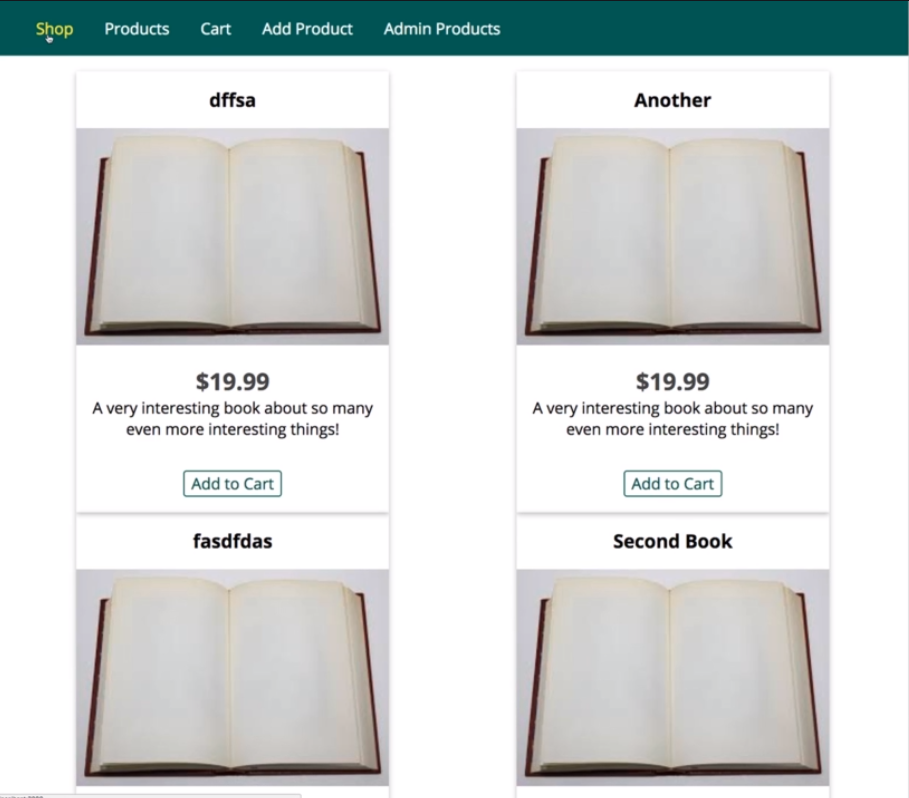 Shop Products Cart Add Product Admin Products
dffsa
Another
$19.99
A very interesting book about so many
even more interesting things!
Add to Cart
$19.99
A very interesting book about so many
even more interesting things!
Add to Cart
fasdfdas
Second Book